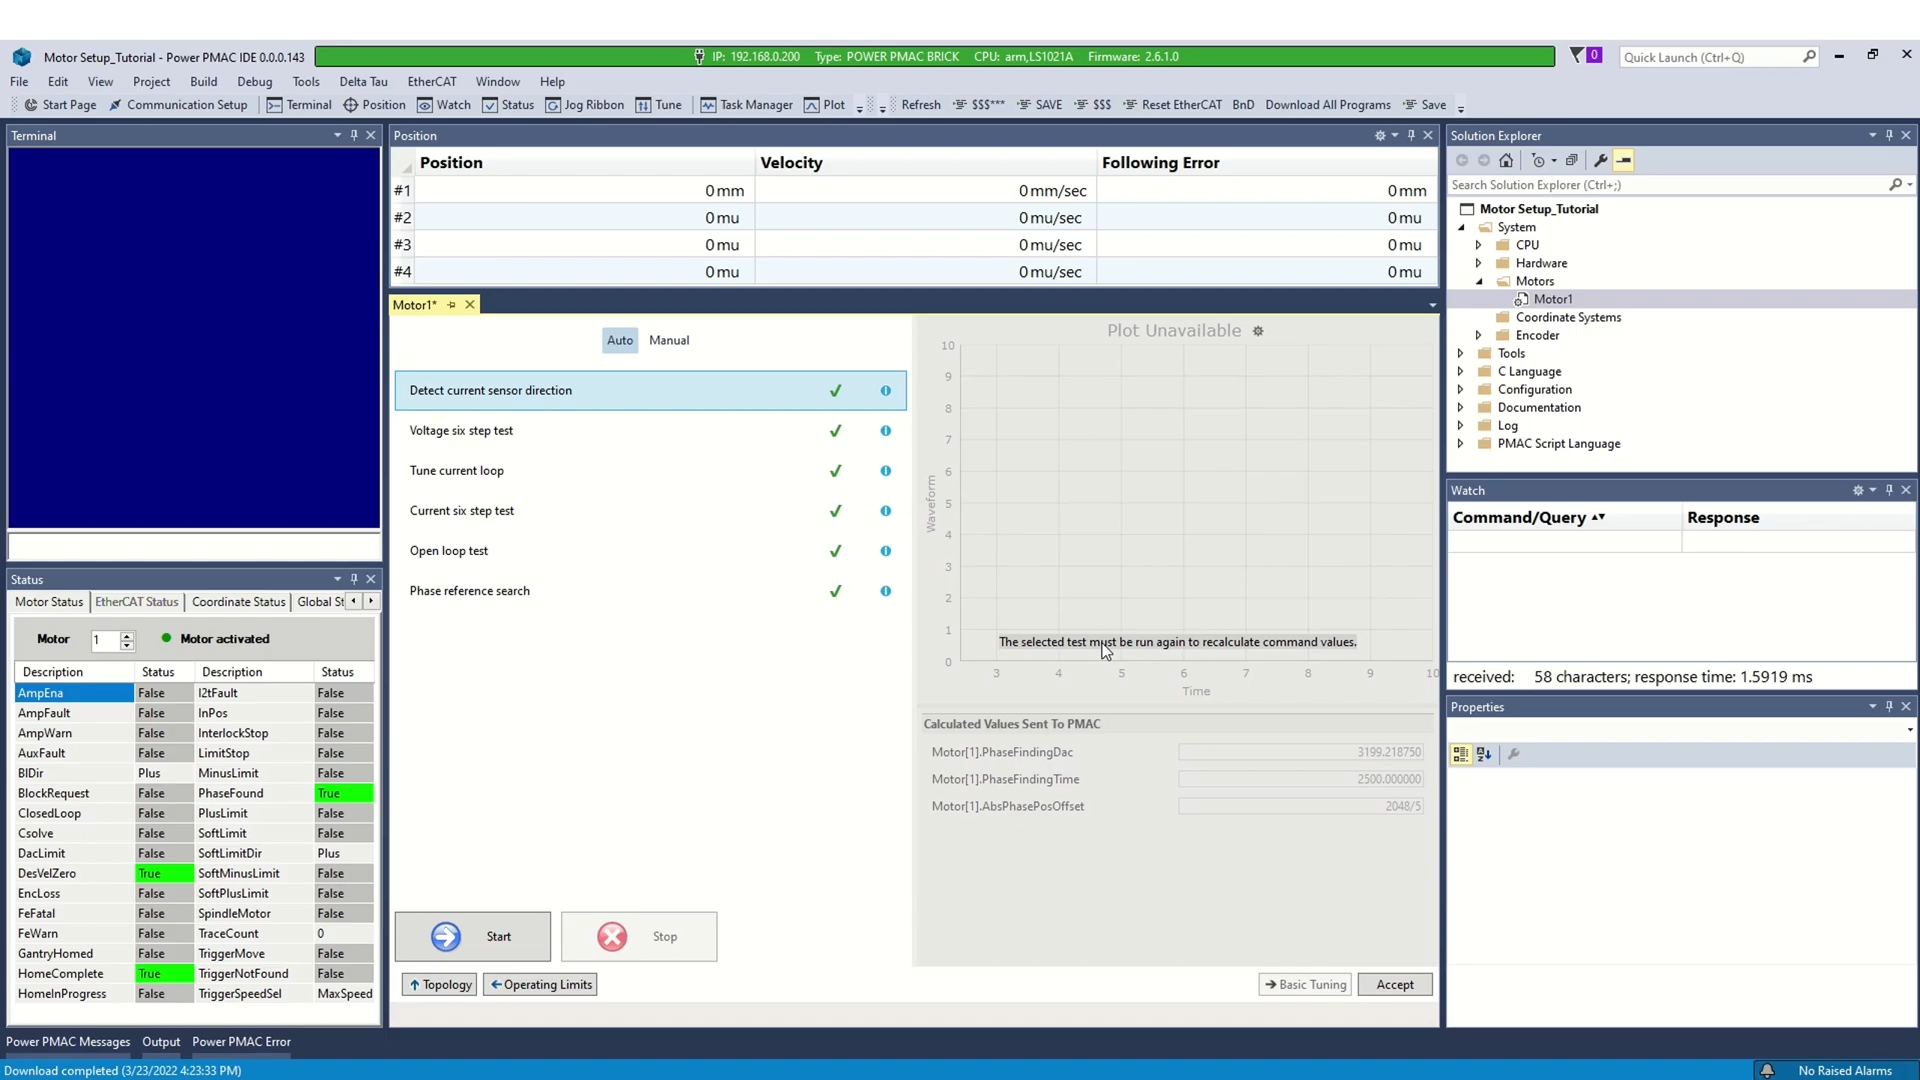 Motor Setup_Tutorial - Power PMAC IDE 0.0.0.143
IP: 192.168.0.200 Type: POWER PMAC BRICK CPU: arm,LS1021A Firmware: 2.6.1.0
0
Quick Launch (Ctrl+Q)
File Edit View Project Build Debug Tools Delta Tau EtherCAT Window Help
Start Page Communication Setup Terminal Position Watch Status Jog Ribbon Tune Task Manager Plot Refresh $$$*** SAVE $$$ Reset EtherCAT BnD Download All Programs Save
Terminal
Position
Position Velocity Following Error
#1 0 mm 0 mm/sec 0 mm
#2 0 mu 0 mu/sec 0 mu
#3 0 mu 0 mu/sec 0 mu
#4 0 mu 0 mu/sec 0 mu
Motor1*
Auto Manual
Detect current sensor direction
Voltage six step test
Tune current loop
Current six step test
Open loop test
Phase reference search
Start
Stop
Topology
Operating Limits
Basic Tuning
Accept
Plot Unavailable
10
9
8
7
6
5
4
3
2
1
0
Waveform
The selected test must be run again to recalculate command values.
3 4 5 6 7 8 9 10
Time
Calculated Values Sent To PMAC
Motor[1].PhaseFindingDac 3199.218750
Motor[1].PhaseFindingTime 2500.000000
Motor[1].AbsPhasePosOffset 2048/5
Status
Motor Status EtherCAT Status Coordinate Status Global St
Motor 1 Motor activated
Description Status Description Status
AmpEna False I2tFault False
AmpFault False InPos False
AmpWarn False InterlockStop False
AuxFault False LimitStop False
BlDir Plus MinusLimit False
BlockRequest False PhaseFound True
ClosedLoop False PlusLimit False
Csolve False SoftLimit False
DacLimit False SoftLimitDir Plus
DesVelZero True SoftMinusLimit False
EncLoss False SoftPlusLimit False
FeFatal False SpindleMotor False
FeWarn False TraceCount 0
GantryHomed False TriggerMove False
HomeComplete True TriggerNotFound False
HomeInProgress False TriggerSpeedSel MaxSpeed
Solution Explorer
Search Solution Explorer (Ctrl+;)
Motor Setup_Tutorial
System
CPU
Hardware
Motors
Motor1
Coordinate Systems
Encoder
Tools
C Language
Configuration
Documentation
Log
PMAC Script Language
Watch
Command/Query Response
received: 58 characters; response time: 1.5919 ms
Properties
Power PMAC Messages Output Power PMAC Error
Download completed (3/23/2022 4:23:33 PM)
No Raised Alarms